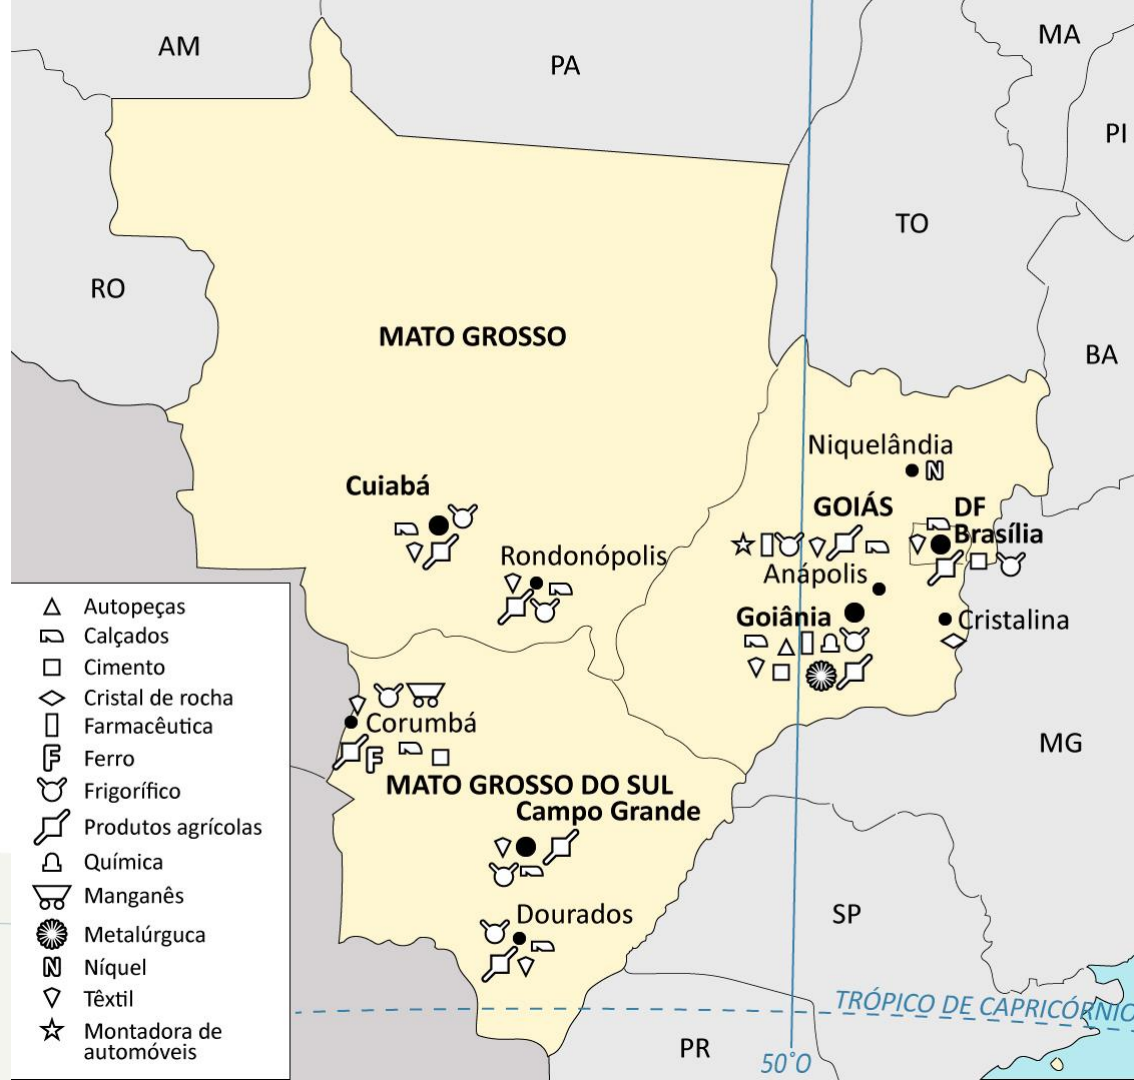 AM
PA
MA
PI
TO
RO
BA
MATO GROSSO
Niquelândia
N
Cuiabá
GOIÁS
DF
Brasília
Rondonópolis
Anápolis
Goiânia
Cristalina
Corumbá
F
MG
MATO GROSSO DO SUL
Campo Grande
Dourados
SP
TRÓPICO DE CAPRICÓRNIO
PR
50°O
Autopeças
Calçados
Cimento
Cristal de rocha
Farmacêutica
F Ferro
Frigorífico
Produtos agrícolas
Química
Manganês
Metalúrguca
N Níquel
Têxtil
Montadora de
automóveis